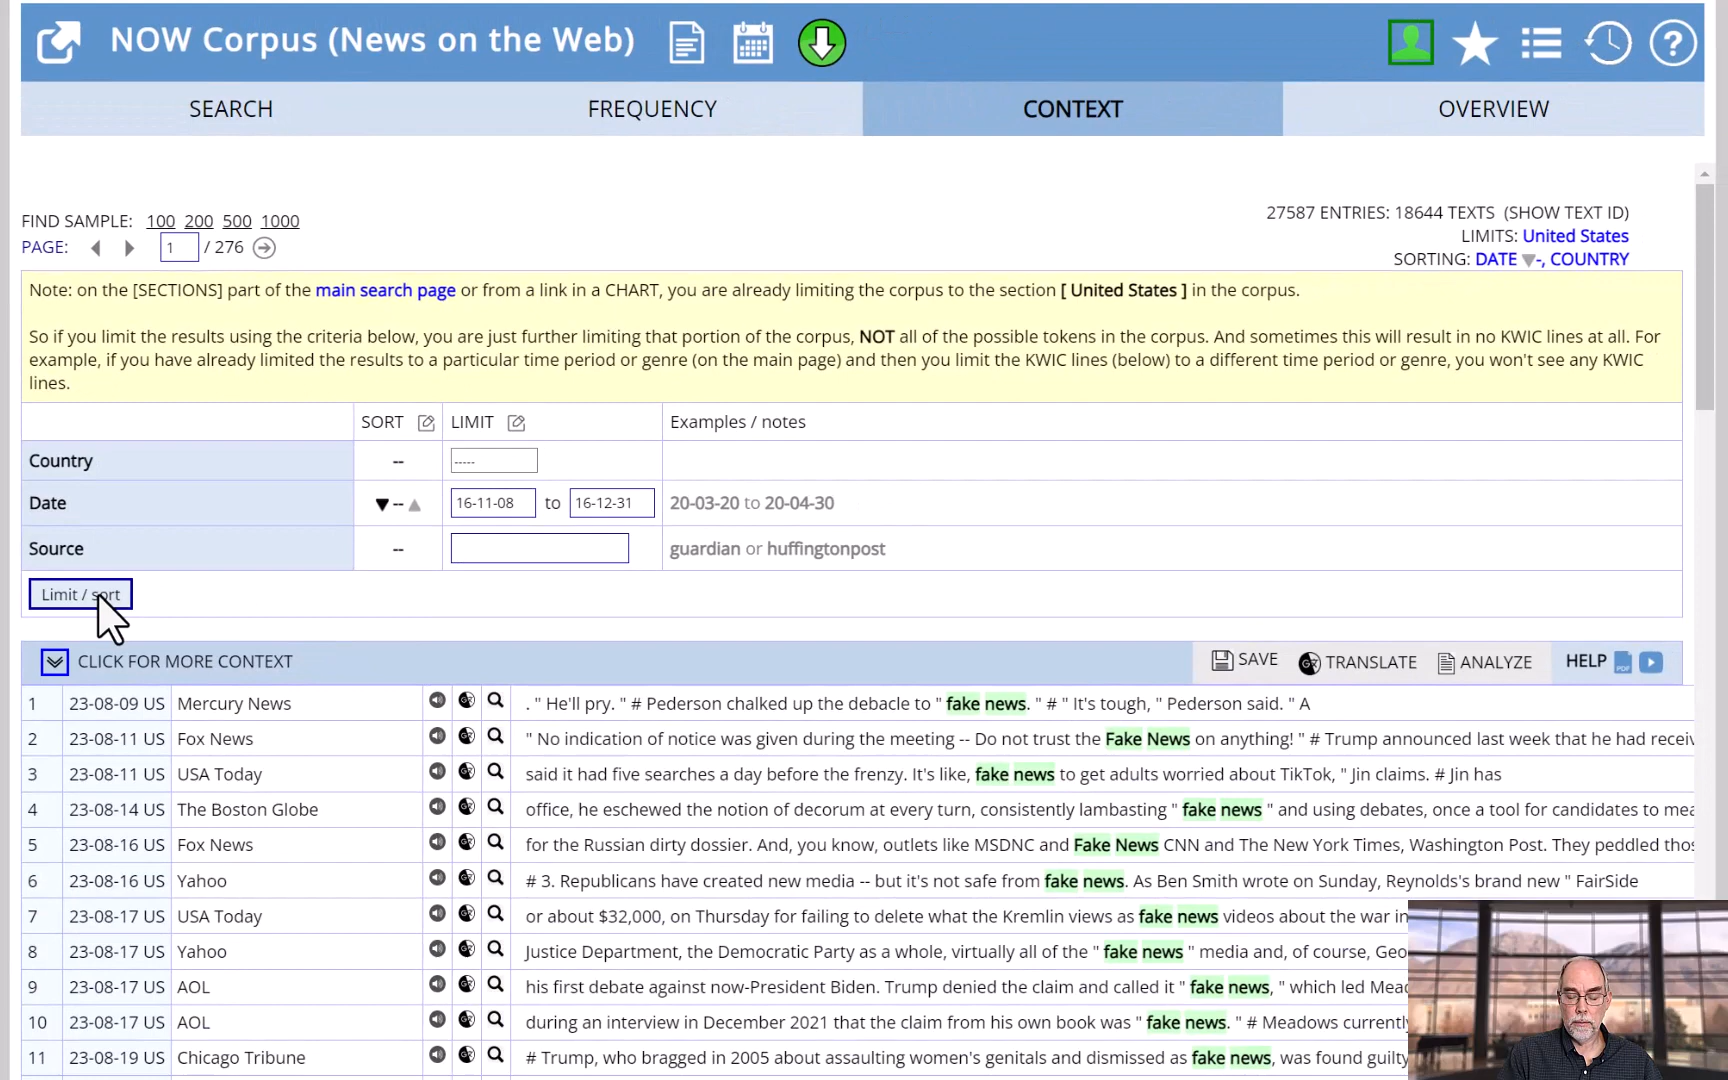 NOW Corpus (News on the Web)
SEARCH FREQUENCY CONTEXT OVERVIEW
FIND SAMPLE: 100 200 500 1000
PAGE: 1 / 276
27587 ENTRIES: 18644 TEXTS (SHOW TEXT ID)
LIMITS: United States
SORTING: DATE ▼-, COUNTRY
Note: on the [SECTIONS] part of the main search page or from a link in a CHART, you are already limiting the corpus to the section [ United States ] in the corpus.
So if you limit the results using the criteria below, you are just further limiting that portion of the corpus, NOT all of the possible tokens in the corpus. And sometimes this will result in no KWIC lines at all. For
example, if you have already limited the results to a particular time period or genre (on the main page) and then you limit the KWIC lines (below) to a different time period or genre, you won't see any KWIC
lines.
SORT LIMIT Examples / notes
Country -- -----
Date ▼ -- ▲ 16-11-08 to 16-12-31 20-03-20 to 20-04-30
Source -- guardian or huffingtonpost
Limit / sort
CLICK FOR MORE CONTEXT SAVE TRANSLATE ANALYZE HELP PDF
1 23-08-09 US Mercury News . " He'll pry. " # Pederson chalked up the debacle to " fake news. " # " It's tough, " Pederson said. " A
2 23-08-11 US Fox News " No indication of notice was given during the meeting -- Do not trust the Fake News on anything! " # Trump announced last week that he had receiv
3 23-08-11 US USA Today said it had five searches a day before the frenzy. It's like, fake news to get adults worried about TikTok, " Jin claims. # Jin has
4 23-08-14 US The Boston Globe office, he eschewed the notion of decorum at every turn, consistently lambasting " fake news " and using debates, once a tool for candidates to mea
5 23-08-16 US Fox News for the Russian dirty dossier. And, you know, outlets like MSDNC and Fake News CNN and The New York Times, Washington Post. They peddled thos
6 23-08-16 US Yahoo # 3. Republicans have created new media -- but it's not safe from fake news. As Ben Smith wrote on Sunday, Reynolds's brand new " FairSide
7 23-08-17 US USA Today or about $32,000, on Thursday for failing to delete what the Kremlin views as fake news videos about the war in
8 23-08-17 US Yahoo Justice Department, the Democratic Party as a whole, virtually all of the " fake news " media and, of course, Geo
9 23-08-17 US AOL his first debate against now-President Biden. Trump denied the claim and called it " fake news, " which led Mead
10 23-08-17 US AOL during an interview in December 2021 that the claim from his own book was " fake news. " # Meadows currently
11 23-08-19 US Chicago Tribune # Trump, who bragged in 2005 about assaulting women's genitals and dismissed as fake news, was found guilty